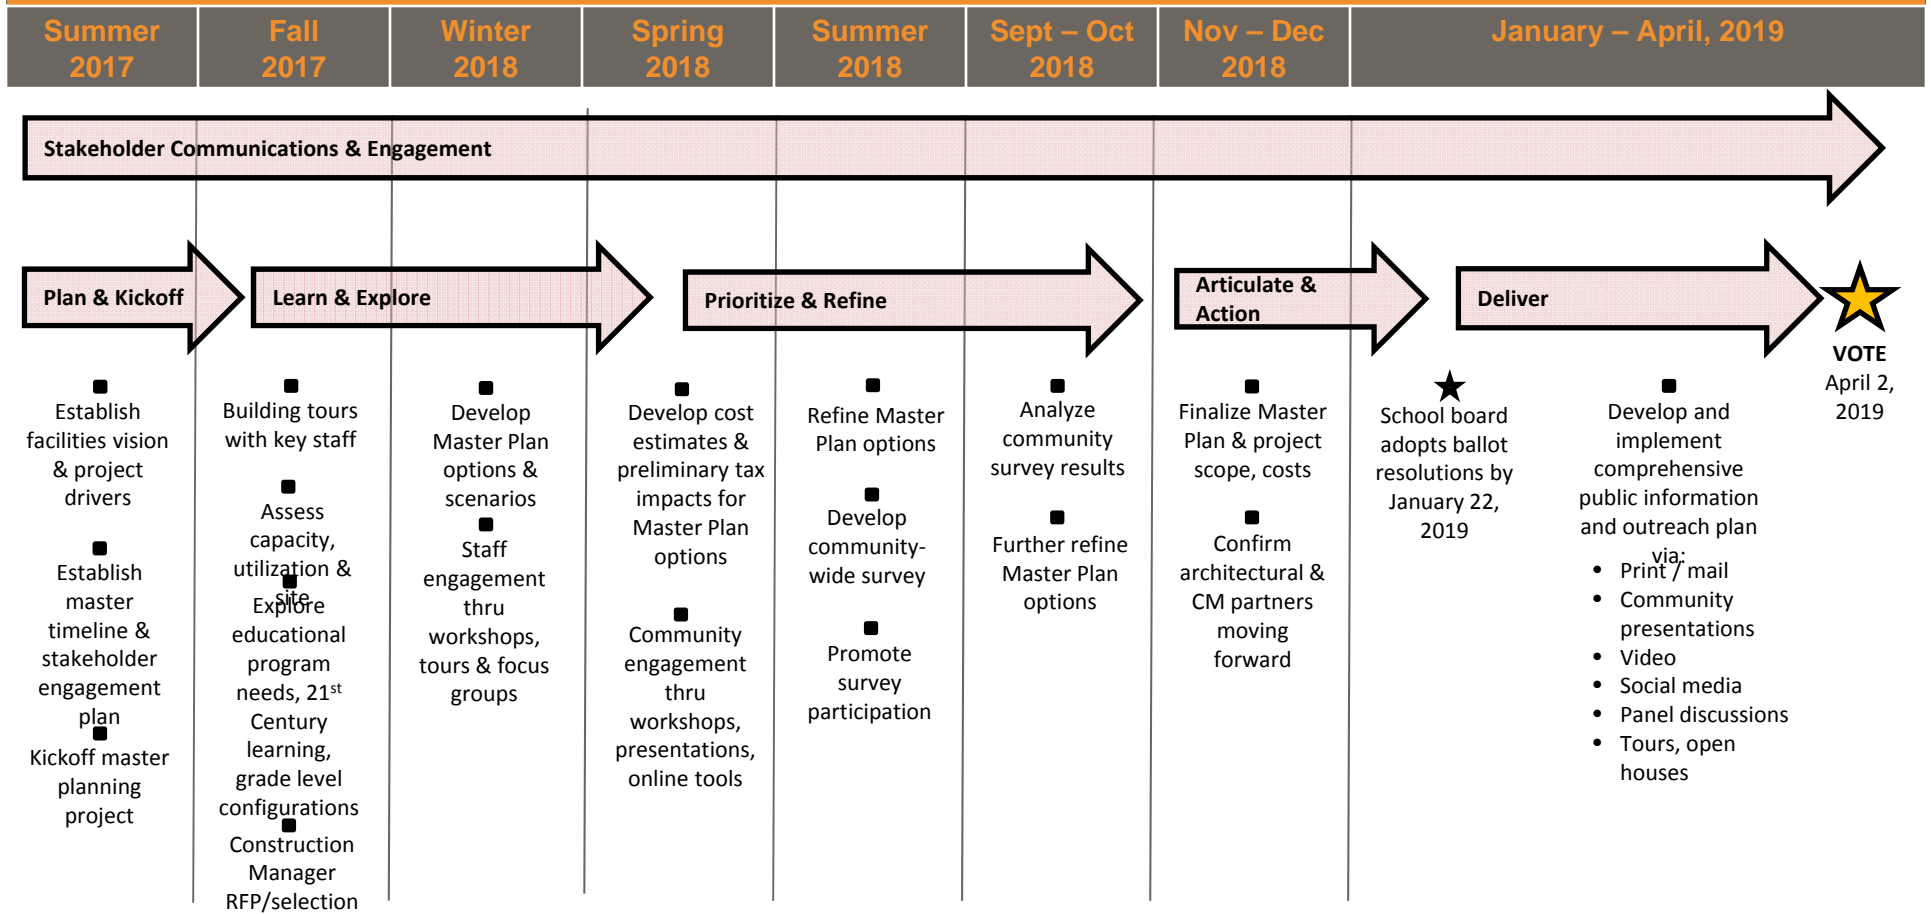 Summer
2017
Fall
2017
Winter
2018
Spring
2018
Summer
2018
Sept – Oct
2018
Nov – Dec
2018
January – April, 2019
Stakeholder Communications & Engagement
Plan & Kickoff
Learn & Explore
Prioritize & Refine
Articulate &
Action
Deliver
VOTE
April 2,
2019
Establish
facilities vision
& project
drivers
Establish
master
timeline &
stakeholder
engagement
plan
Kickoff master
planning
project
Building tours
with key staff
Assess
capacity,
utilization &
site
Explore
educational
program
needs, 21st
Century
learning,
grade level
configurations
Construction
Manager
RFP/selection
Develop
Master Plan
options &
scenarios
Staff
engagement
thru
workshops,
tours & focus
groups
Develop cost
estimates &
preliminary tax
impacts for
Master Plan
options
Community
engagement
thru
workshops,
presentations,
online tools
Refine Master
Plan options
Develop
community-
wide survey
Promote
survey
participation
Analyze
community
survey results
Further refine
Master Plan
options
Finalize Master
Plan & project
scope, costs
Confirm
architectural &
CM partners
moving
forward
School board
adopts ballot
resolutions by
January 22,
2019
Develop and
implement
comprehensive
public information
and outreach plan
via:
• Print / mail
• Community
presentations
• Video
• Social media
• Panel discussions
• Tours, open
houses